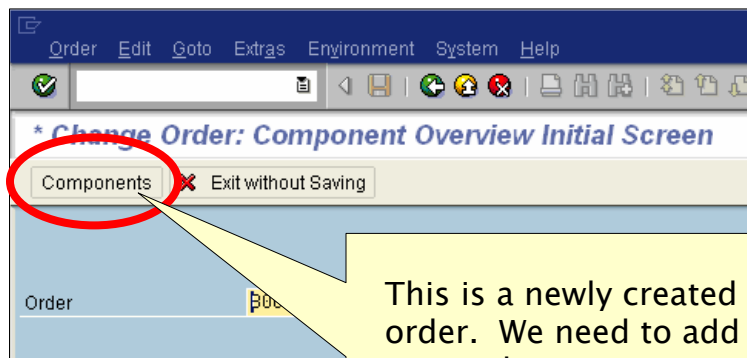 Order Edit Goto Extras Environment System Help
* Change Order: Component Overview Initial Screen
Components Exit without Saving
Order
This is a newly created
order. We need to add